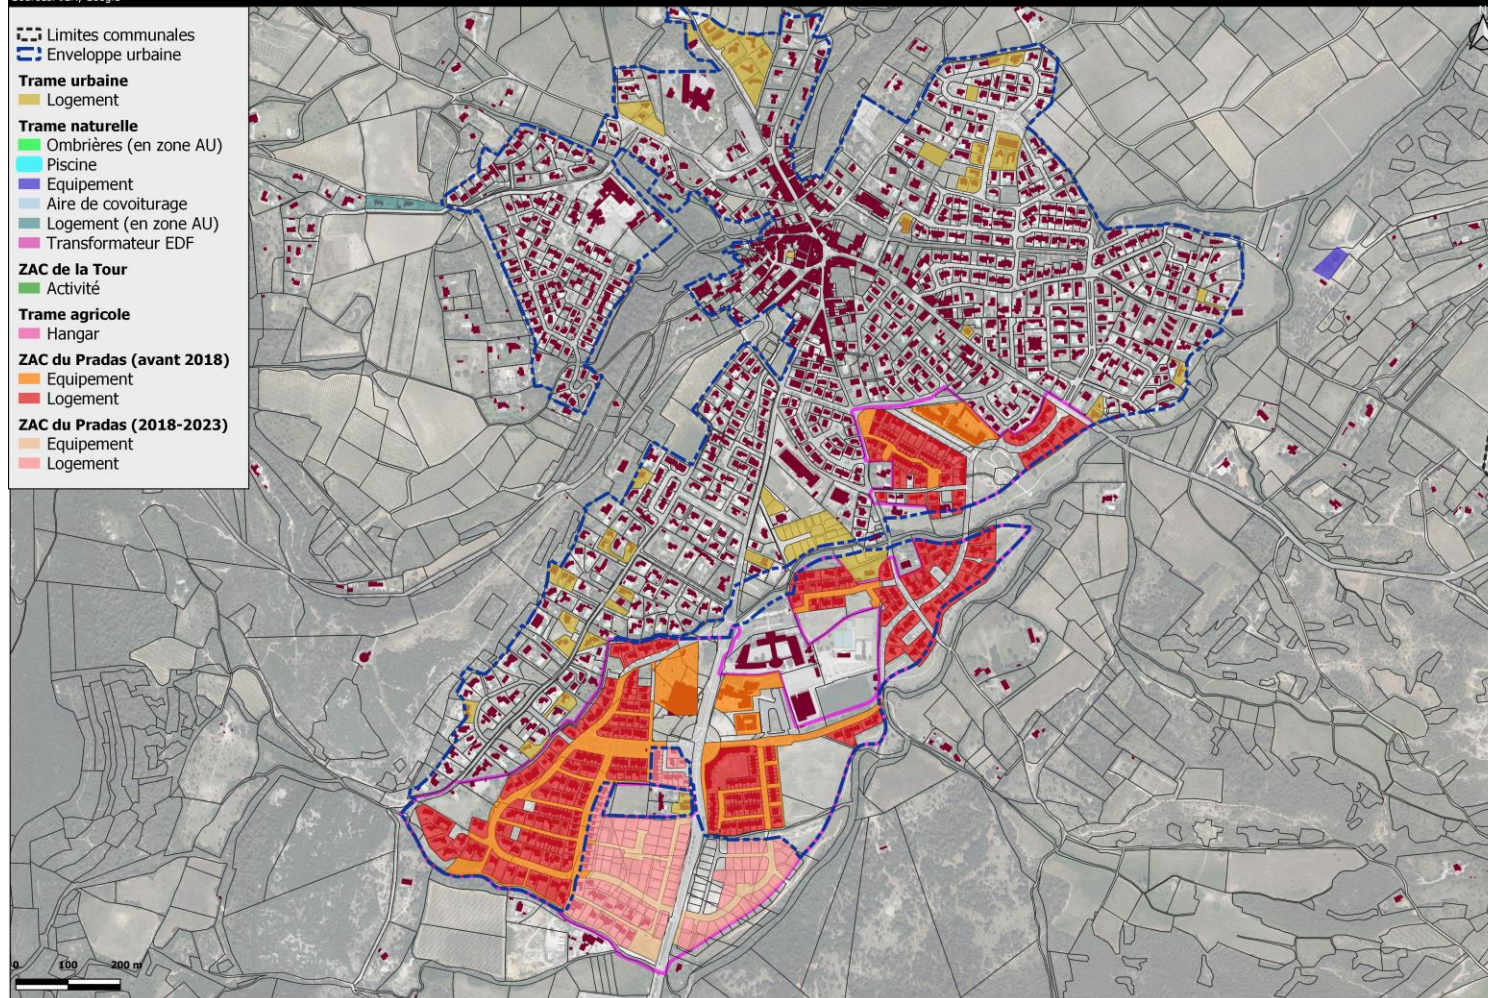 Limites communales
Enveloppe urbaine
Trame urbaine
Logement
Trame naturelle
Ombrières (en zone AU)
Piscine
Equipement
Aire de covoiturage
Logement (en zone AU)
Transformateur EDF
ZAC de la Tour
Activité
Trame agricole
Hangar
ZAC du Pradas (avant 2018)
Equipement
Logement
ZAC du Pradas (2018-2023)
Equipement
Logement
N
0 100 200 m